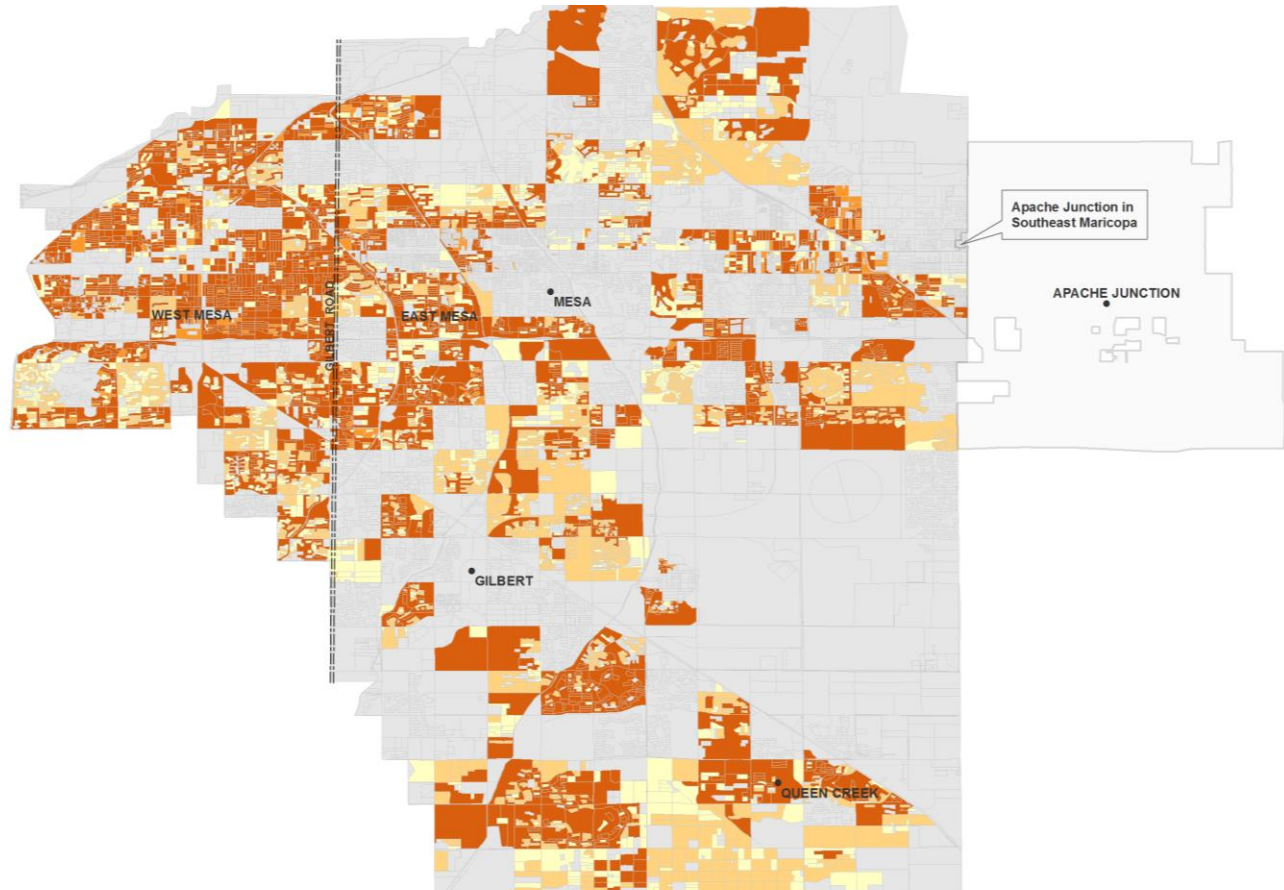 Apache Junction in
Southeast Maricopa
APACHE JUNCTION
MESA
WEST MESA
EAST MESA
GILBERT ROAD
GILBERT
QUEEN CREEK